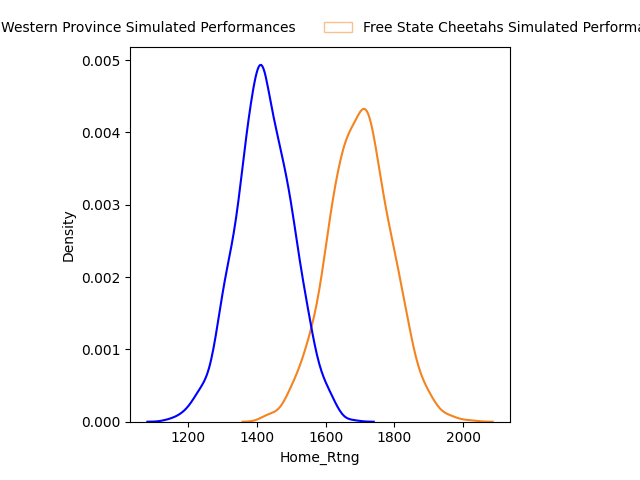 Western Province Simulated Performances
Free State Cheetahs Simulated
0.005
0.004
0.003
0.002
0.001
0.000
Density
1200 1400 1600 1800 2000
Home_Rtng